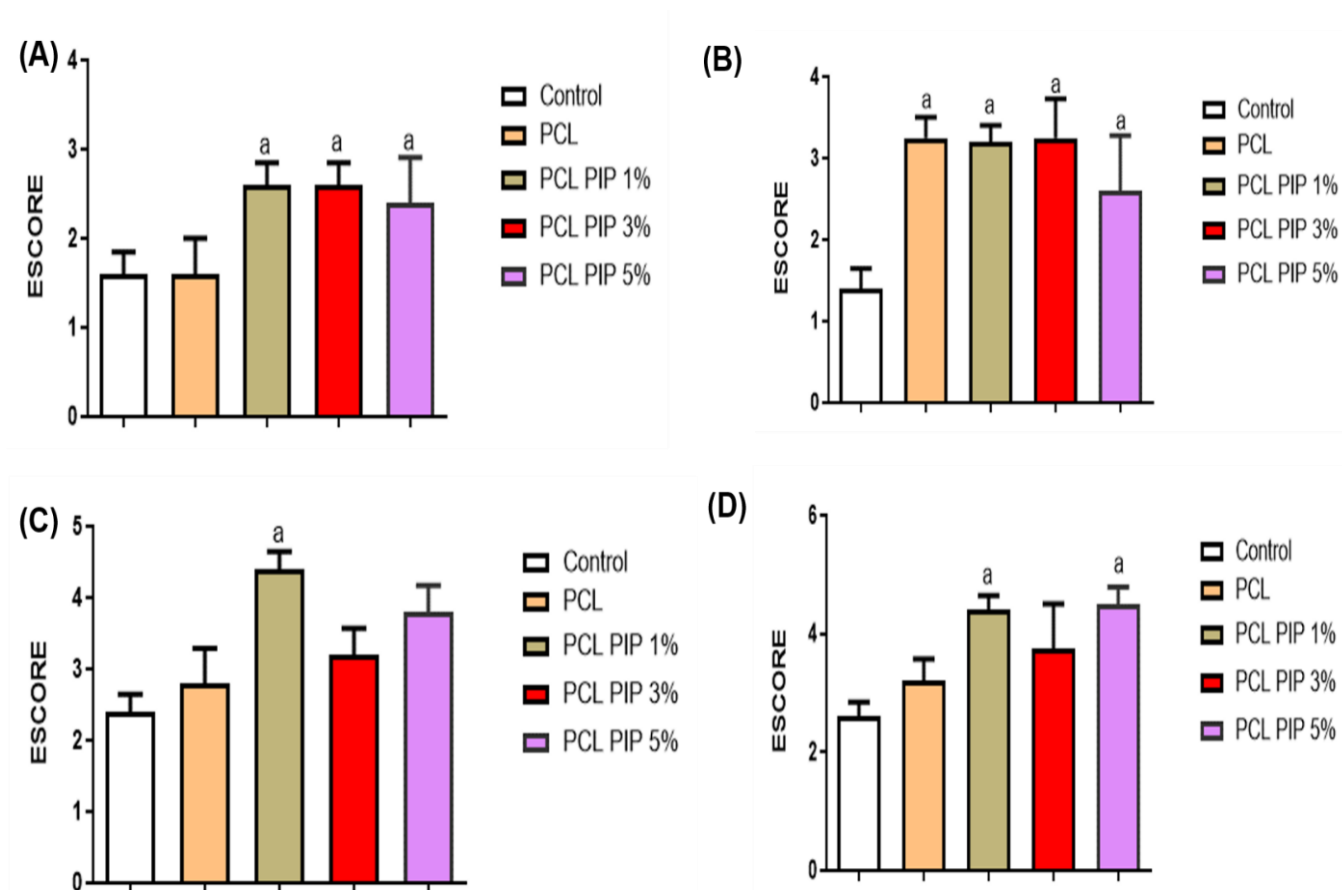 (A)
4
3
2
1
0
ESCORE
a
a
a
Control
PCL
PCL PIP 1%
PCL PIP 3%
PCL PIP 5%
(B)
4
3
2
1
0
ESCORE
a
a
a
a
Control
PCL
PCL PIP 1%
PCL PIP 3%
PCL PIP 5%
(C)
5
4
3
2
1
0
ESCORE
a
Control
PCL
PCL PIP 1%
PCL PIP 3%
PCL PIP 5%
(D)
6
4
2
0
ESCORE
a
a
Control
PCL
PCL PIP 1%
PCL PIP 3%
PCL PIP 5%